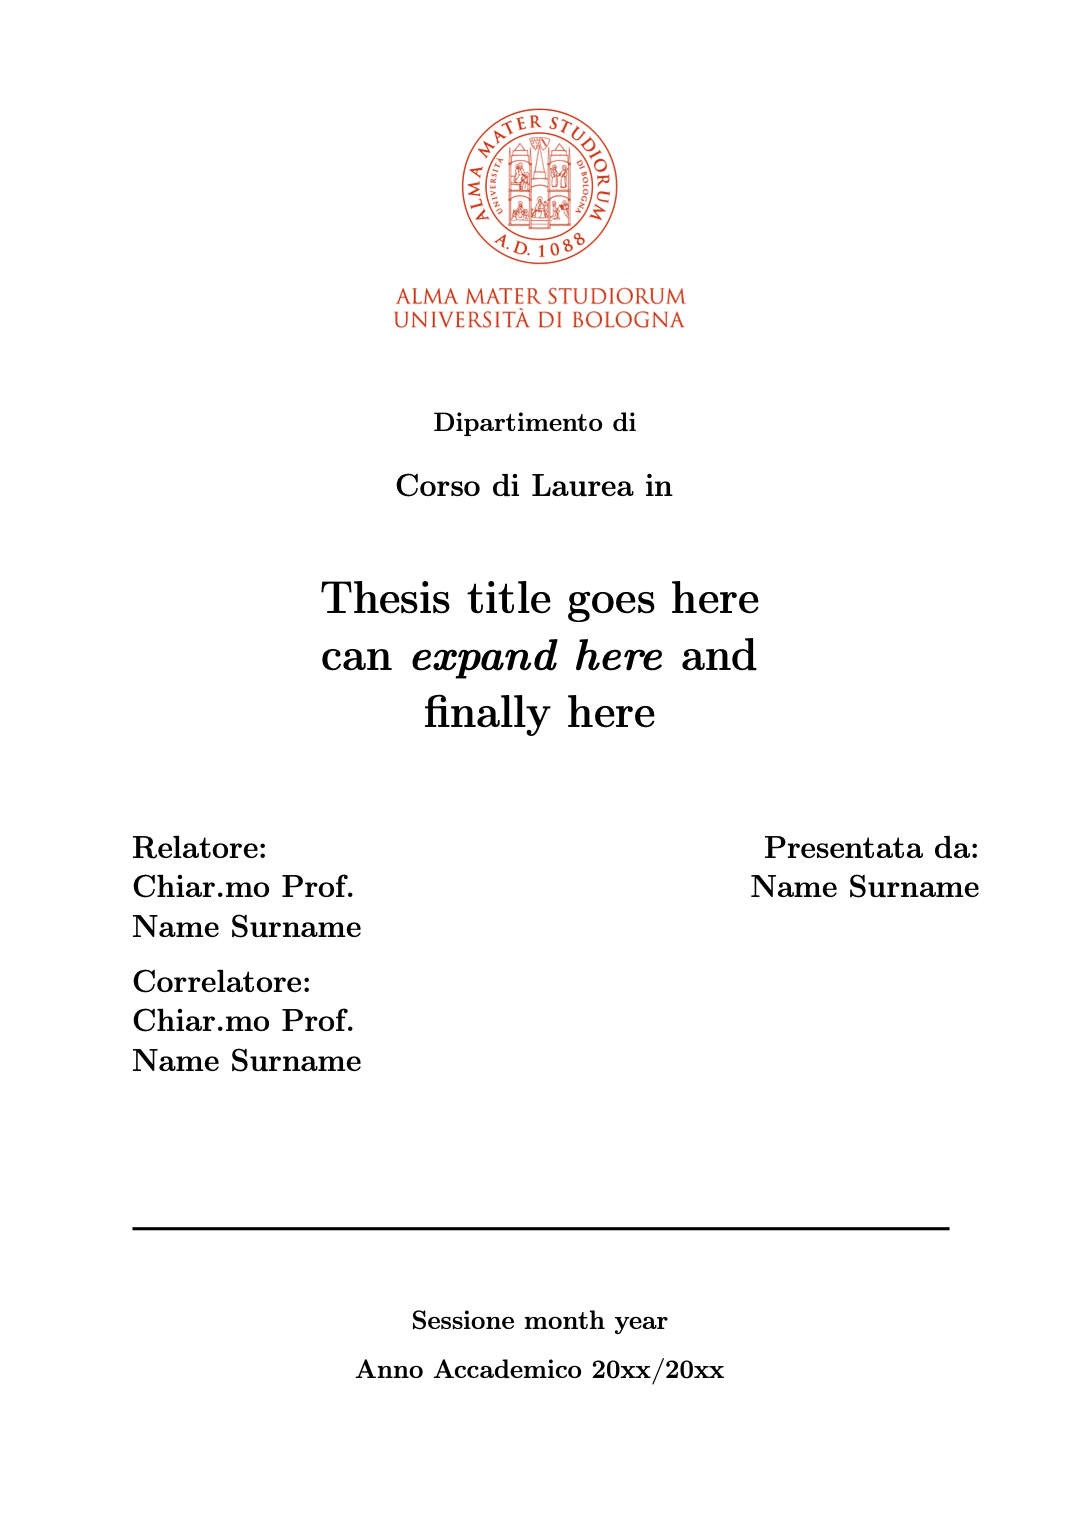 ALMA MATER STUDIORUM
UNIVERSITÀ DI BOLOGNA
A.D. 1088
ALMA MATER STUDIORUM
UNIVERSITÀ DI BOLOGNA
Dipartimento di
Corso di Laurea in
Thesis title goes here
can expand here and
finally here
Relatore:
Chiar.mo Prof.
Name Surname
Presentata da:
Name Surname
Correlatore:
Chiar.mo Prof.
Name Surname
Sessione month year
Anno Accademico 20xx/20xx